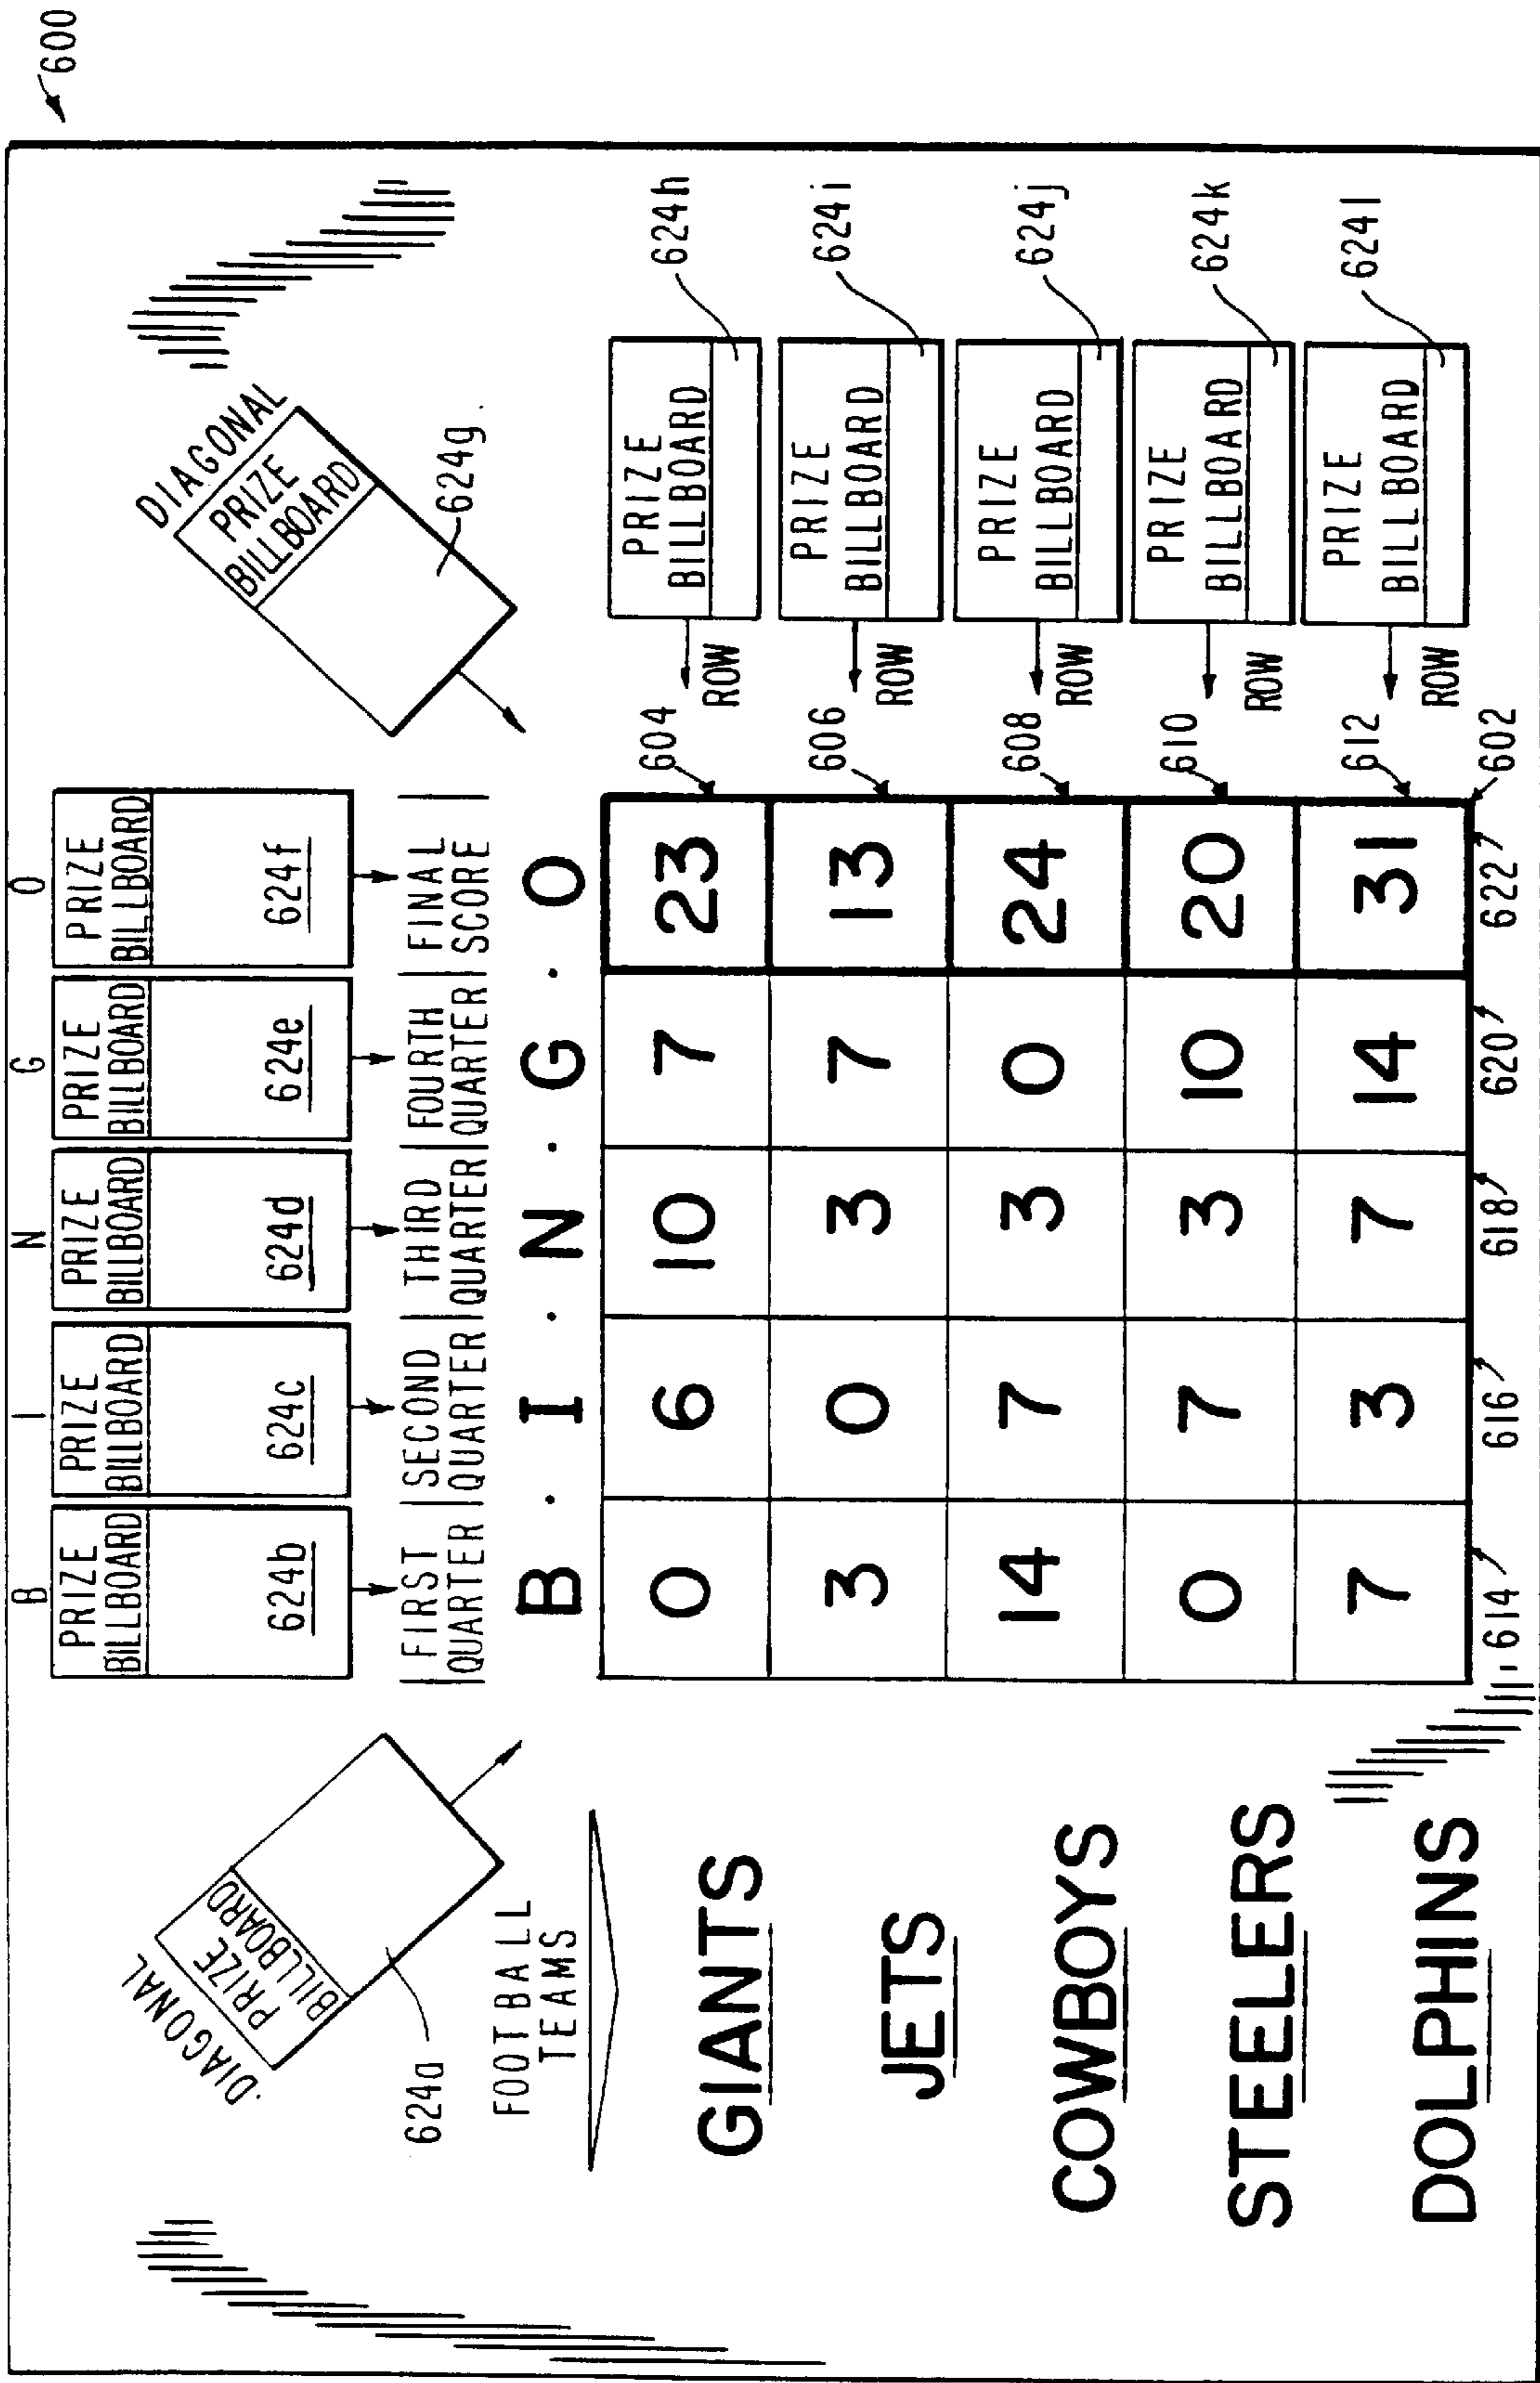 600
B I N G O
PRIZE BILLBOARD PRIZE BILLBOARD PRIZE BILLBOARD PRIZE BILLBOARD PRIZE BILLBOARD
624b 624c 624d 624e 624f
DIAGONAL
PRIZE
BILLBOARD
624a
DIAGONAL
PRIZE
BILLBOARD
624g
| FIRST | SECOND | THIRD | FOURTH | FINAL |
| QUARTER | QUARTER | QUARTER | QUARTER | SCORE
FOOTBALL
TEAMS
B . I . N . G . O
GIANTS 0 6 10 7 23
604
ROW
PRIZE
BILLBOARD
624h
JETS 3 0 3 7 13
606
ROW
PRIZE
BILLBOARD
624i
COWBOYS 14 7 3 0 24
608
ROW
PRIZE
BILLBOARD
624j
STEELERS 0 7 3 10 20
610
ROW
PRIZE
BILLBOARD
624k
DOLPHINS 7 3 7 14 31
612
ROW
PRIZE
BILLBOARD
624l
614 616 618 620 622 602